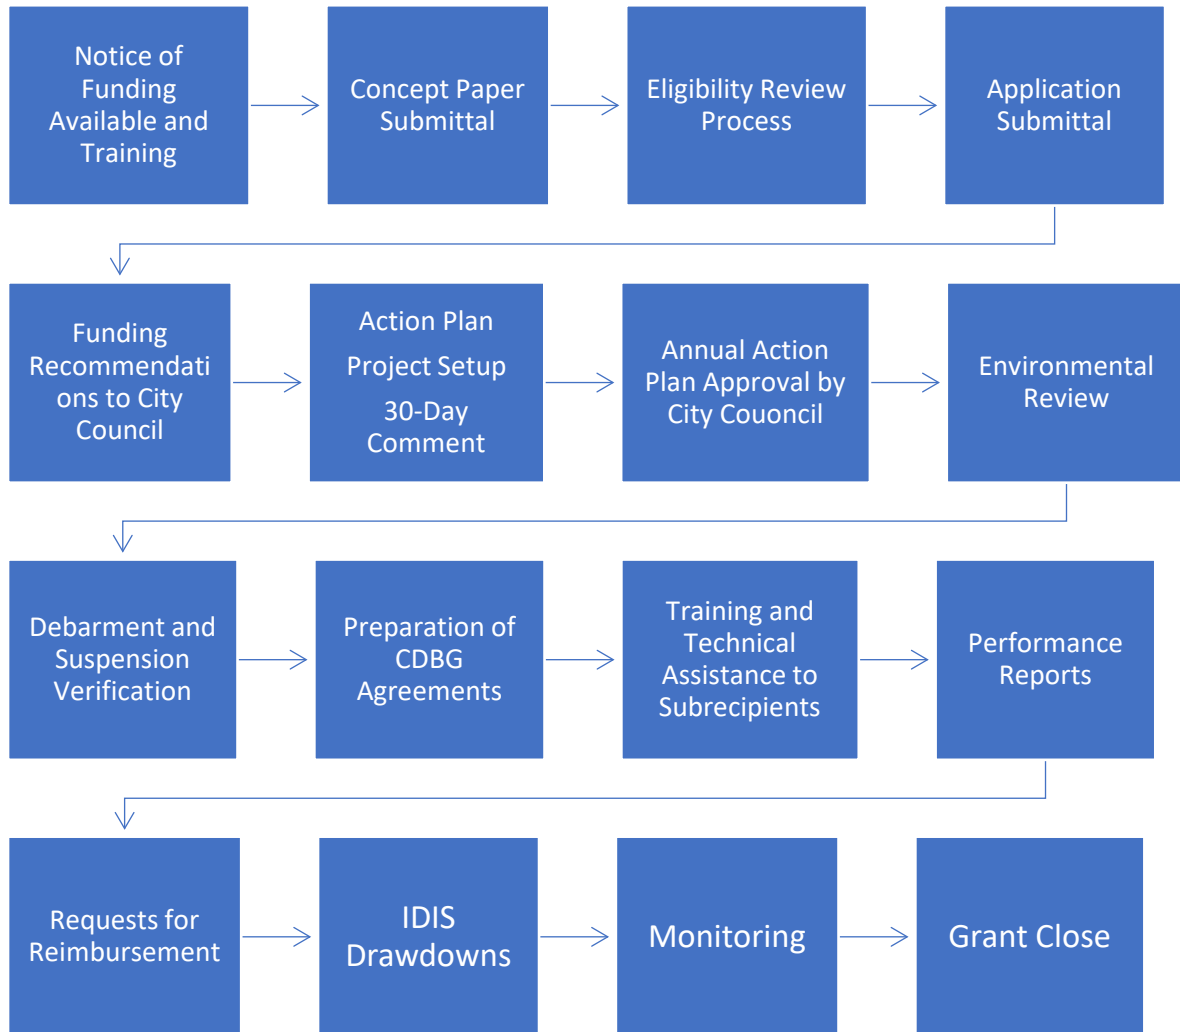 Notice of
Funding
Available and
Training
Concept Paper
Submittal
Eligibility Review
Process
Application
Submittal
Funding
Recommendati
ons to City
Council
Action Plan
Project Setup
30-Day
Comment
Annual Action
Plan Approval by
City Couoncil
Environmental
Review
Debarment and
Suspension
Verification
Preparation of
CDBG
Agreements
Training and
Technical
Assistance to
Subrecipients
Performance
Reports
Requests for
Reimbursement
IDIS
Drawdowns
Monitoring
Grant Close